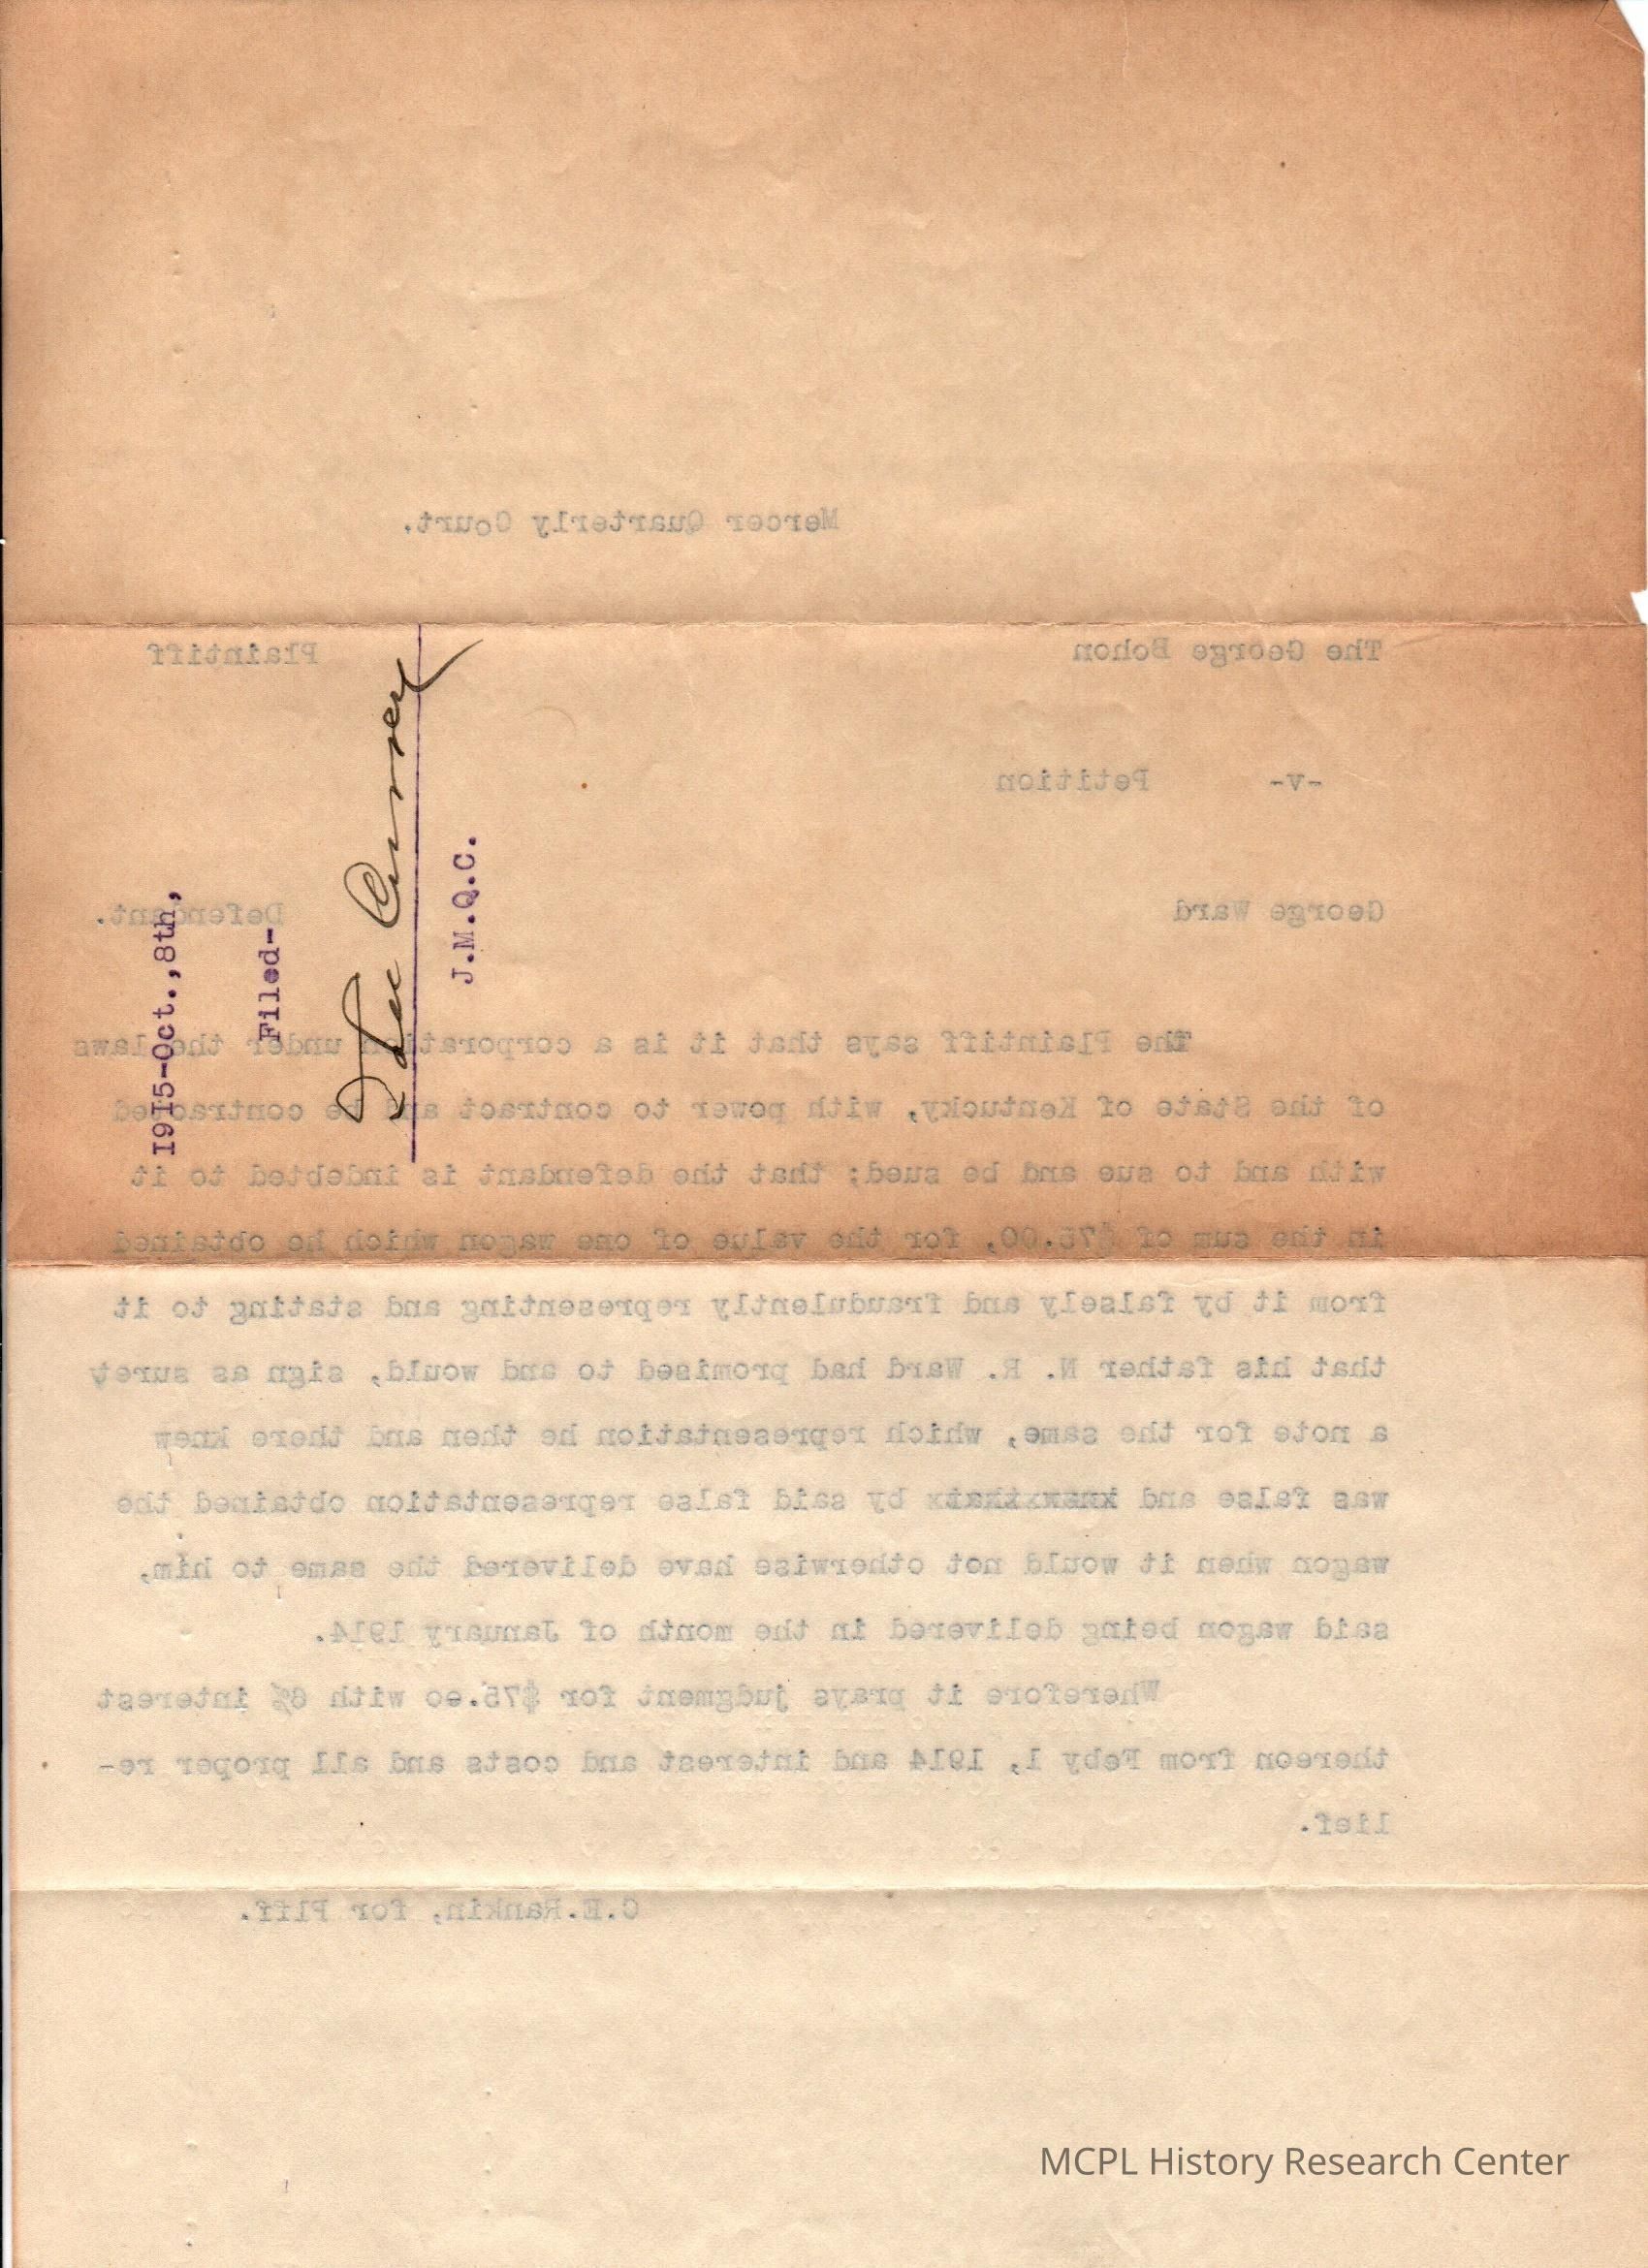 Mercer Quarterly Court.
The George Bohon Plaintiff
-v- Petition
George Ward Defendant.
The Plaintiff says that it is a corporation under the laws
of the State of Kentucky, with power to contract and be contracted
with and to sue and be sued; that the defendant is indebted to it
in the sum of $75.00, for the value of one wagon which he obtained
from it by falsely and fraudulently representing and stating to it
that his father N. R. Ward had promised to and would, sign as surety
a note for the same, which representation he then and there knew
was false and by said false representation obtained the
wagon when it would not otherwise have delivered the same to him,
said wagon being delivered in the month of January 1914.
Wherefore it prays judgment for $75.oo with 6% interest
thereon from Feby 1, 1914 and interest and costs and all proper re-
lief.
C.E.Rankin, for Plff.
I9I5-Oct.,8th,
Filed-
J.M.Q.C.
MCPL History Research Center